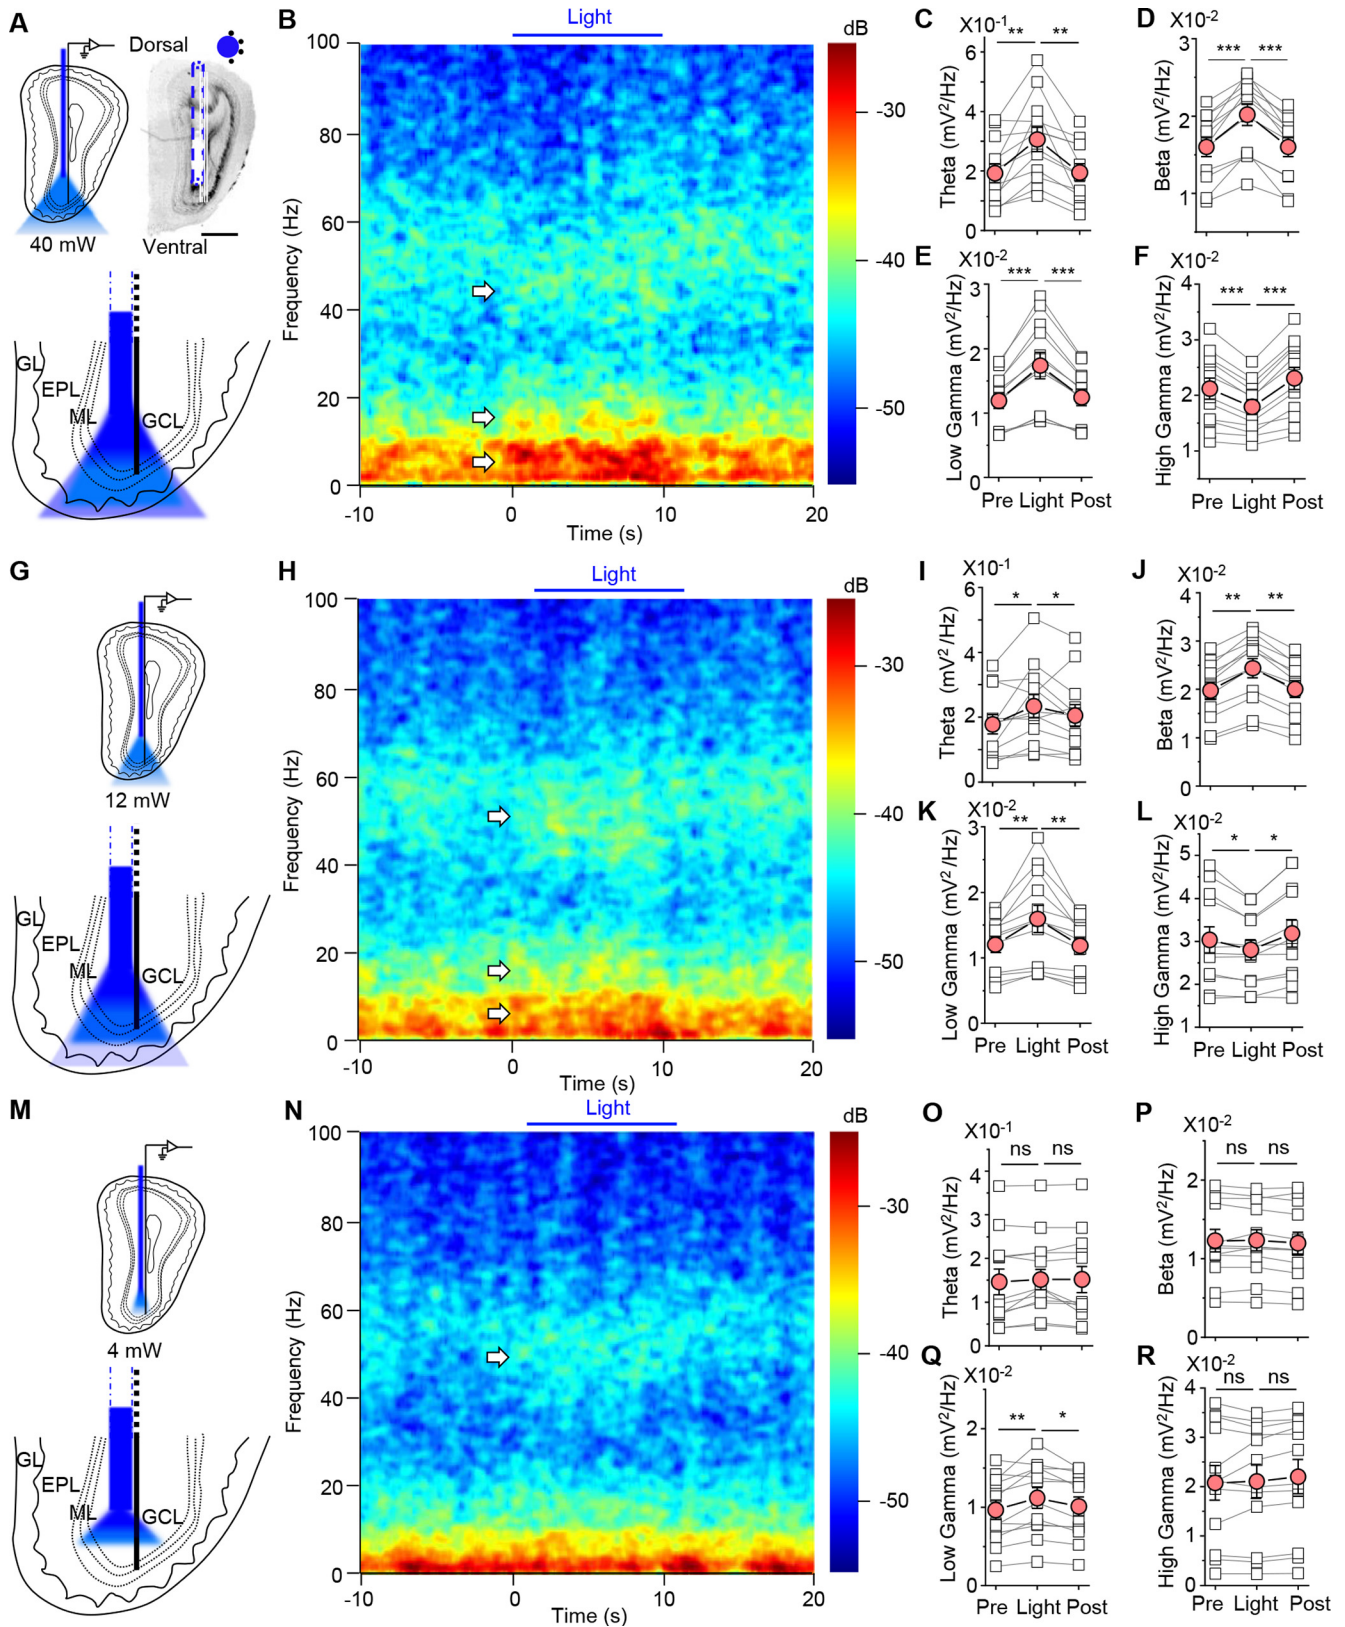 A
Dorsal
40 mW
Ventral
GL
EPL
ML
GCL
B
Light
dB
100
80
60
40
20
0
Frequency (Hz)
-10
0
10
20
Time (s)
-30
-40
-50
C
X10-1
** **
6
4
2
0
Theta (mV2/Hz)
D
X10-2
*** ***
3
2
1
Beta (mV2/Hz)
E
X10-2
*** ***
3
2
1
0
Low Gamma (mV2/Hz)
Pre Light Post
F
X10-2
*** ***
4
3
2
1
High Gamma (mV2/Hz)
Pre Light Post
G
12 mW
GL
EPL
ML
GCL
H
Light
dB
100
80
60
40
20
0
Frequency (Hz)
-10
0
10
20
Time (s)
-30
-40
-50
I
X10-1
* *
6
4
2
0
Theta (mV2/Hz)
J
X10-2
** **
4
3
2
1
0
Beta (mV2/Hz)
K
X10-2
** **
3
2
1
0
Low Gamma (mV2/Hz)
Pre Light Post
L
X10-2
* *
5
4
3
2
1
High Gamma (mV2/Hz)
Pre Light Post
M
4 mW
GL
EPL
ML
GCL
N
Light
dB
100
80
60
40
20
0
Frequency (Hz)
-10
0
10
20
Time (s)
-30
-40
-50
O
X10-1
ns ns
4
3
2
1
0
Theta (mV2/Hz)
P
X10-2
ns ns
2
1
0
Beta (mV2/Hz)
Q
X10-2
** *
2
1
0
Low Gamma (mV2/Hz)
Pre Light Post
R
X10-2
ns ns
4
3
2
1
0
High Gamma (mV2/Hz)
Pre Light Post